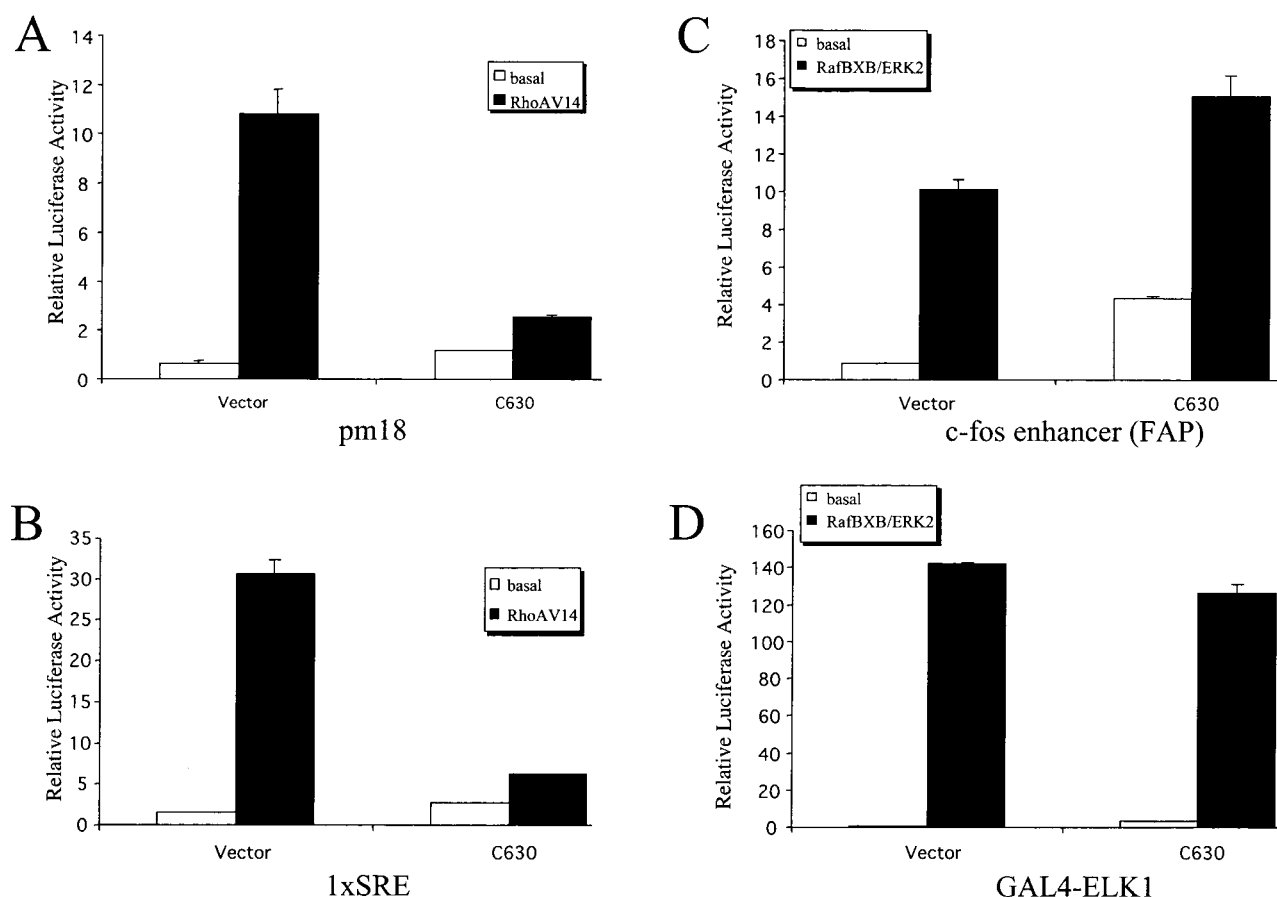 A
Relative Luciferase Activity
14
12
10
8
6
4
2
0
basal
RhoAV14
Vector
C630
pm18
B
Relative Luciferase Activity
35
30
25
20
15
10
5
0
basal
RhoAV14
Vector
C630
1xSRE
C
Relative Luciferase Activity
18
16
14
12
10
8
6
4
2
0
basal
RafBXB/ERK2
Vector
C630
c-fos enhancer (FAP)
D
Relative Luciferase Activity
160
140
120
100
80
60
40
20
0
basal
RafBXB/ERK2
Vector
C630
GAL4-ELK1